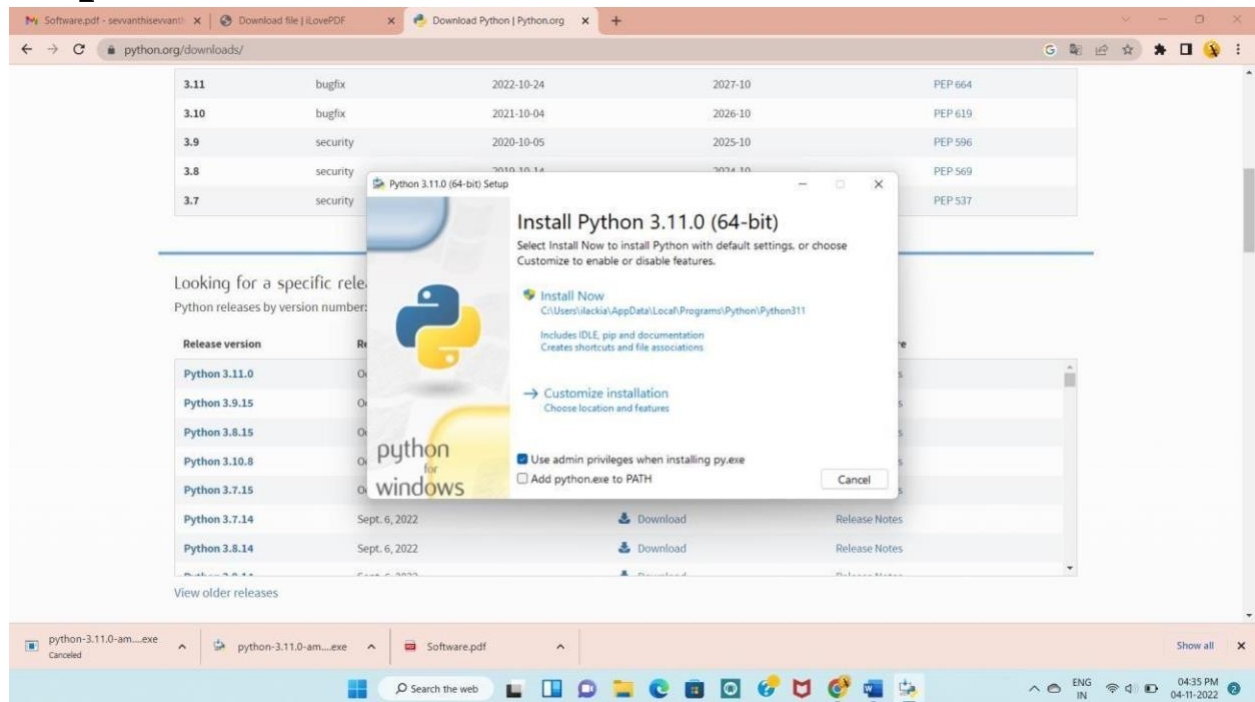 Software.pdf - sevvanthisevvanth
Download file | iLovePDF
Download Python | Python.org
python.org/downloads/
3.11 bugfix 2022-10-24 2027-10 PEP 664
3.10 bugfix 2021-10-04 2026-10 PEP 619
3.9 security 2020-10-05 2025-10 PEP 596
3.8 security 2019-10-14 2024-10 PEP 569
3.7 security PEP 537
Python 3.11.0 (64-bit) Setup
Install Python 3.11.0 (64-bit)
Select Install Now to install Python with default settings, or choose
Customize to enable or disable features.
Install Now
C:\Users\ilackia\AppData\Local\Programs\Python\Python311
Includes IDLE, pip and documentation
Creates shortcuts and file associations
Customize installation
Choose location and features
Use admin privileges when installing py.exe
Add python.exe to PATH
Cancel
python
for
windows
Looking for a specific rele
Python releases by version number:
Release version
Python 3.11.0
Python 3.9.15
Python 3.8.15
Python 3.10.8
Python 3.7.15
Python 3.7.14 Sept. 6, 2022 Download Release Notes
Python 3.8.14 Sept. 6, 2022 Download Release Notes
View older releases
python-3.11.0-am....exe
Canceled
python-3.11.0-am....exe
Software.pdf
Show all
Search the web
ENG
IN
04:35 PM
04-11-2022